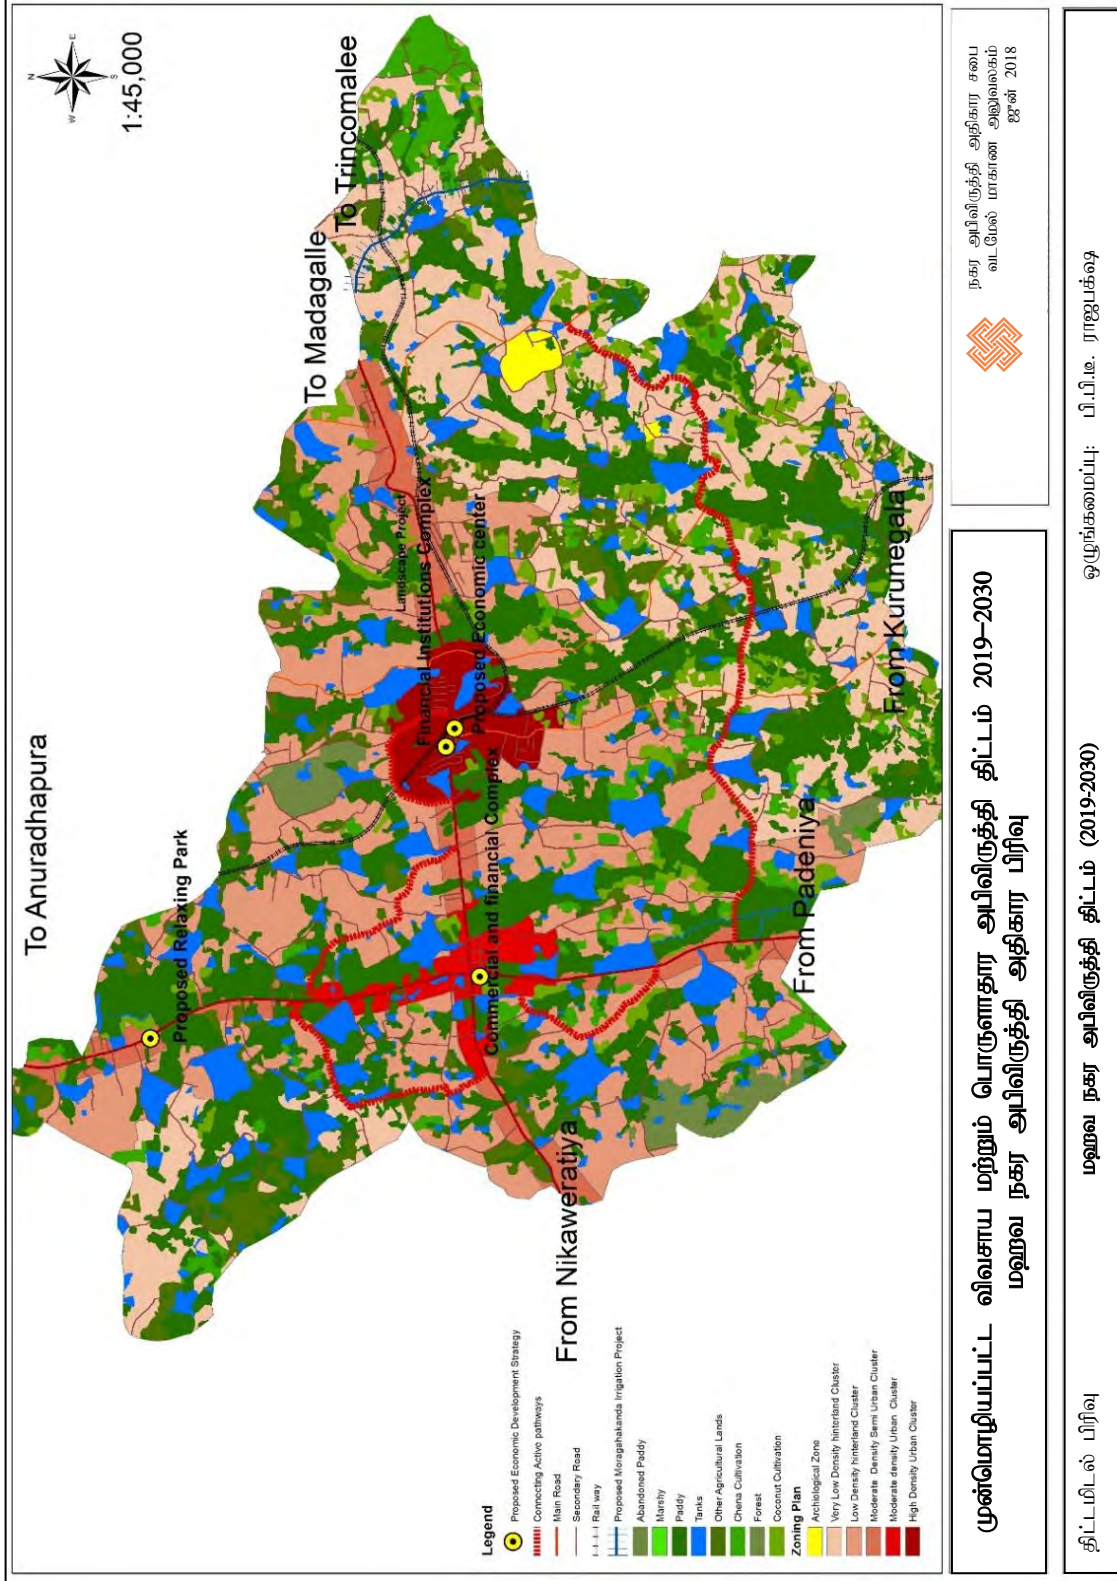 N
E
S
W
1:45,000
To Anuradhapura
To Madagalle
To Trincomalee
Proposed Relaxing Park
Landscape Project
Financial Institutions Complex
Proposed Economic center
Commercial and financial Complex
From Nikaweratiya
From Padeniya
From Kurunegala
Legend
Proposed Economic Development Strategy
Connecting Active pathways
Main Road
Secondary Road
Rail way
Proposed Moragahakanda Irrigation Project
Abandoned Paddy
Marshy
Paddy
Tanks
Other Agricultural Lands
Chena Cultivation
Forest
Coconut Cultivation
Zoning Plan
Archiological Zone
Very Low Density hinterland Cluster
Low Density hinterland Cluster
Moderate Density Semi Urban Cluster
Moderate density Urban Cluster
High Density Urban Cluster
முன்மொழியப்பட்ட விவசாய மற்றும் பொருளாதார அபிவிருத்தி திட்டம் 2019–2030
மஹவ நகர அபிவிருத்தி அதிகார பிரிவு
நகர அபிவிருத்தி அதிகார சபை
வடமேல் மாகாண அலுவலகம்
ஜுன் 2018
திட்டமிடல் பிரிவு
மஹவ நகர அபிவிருத்தி திட்டம் (2019-2030)
ஒழுங்கமைப்பு: பி.பி.டி. ராஜபக்ஷ